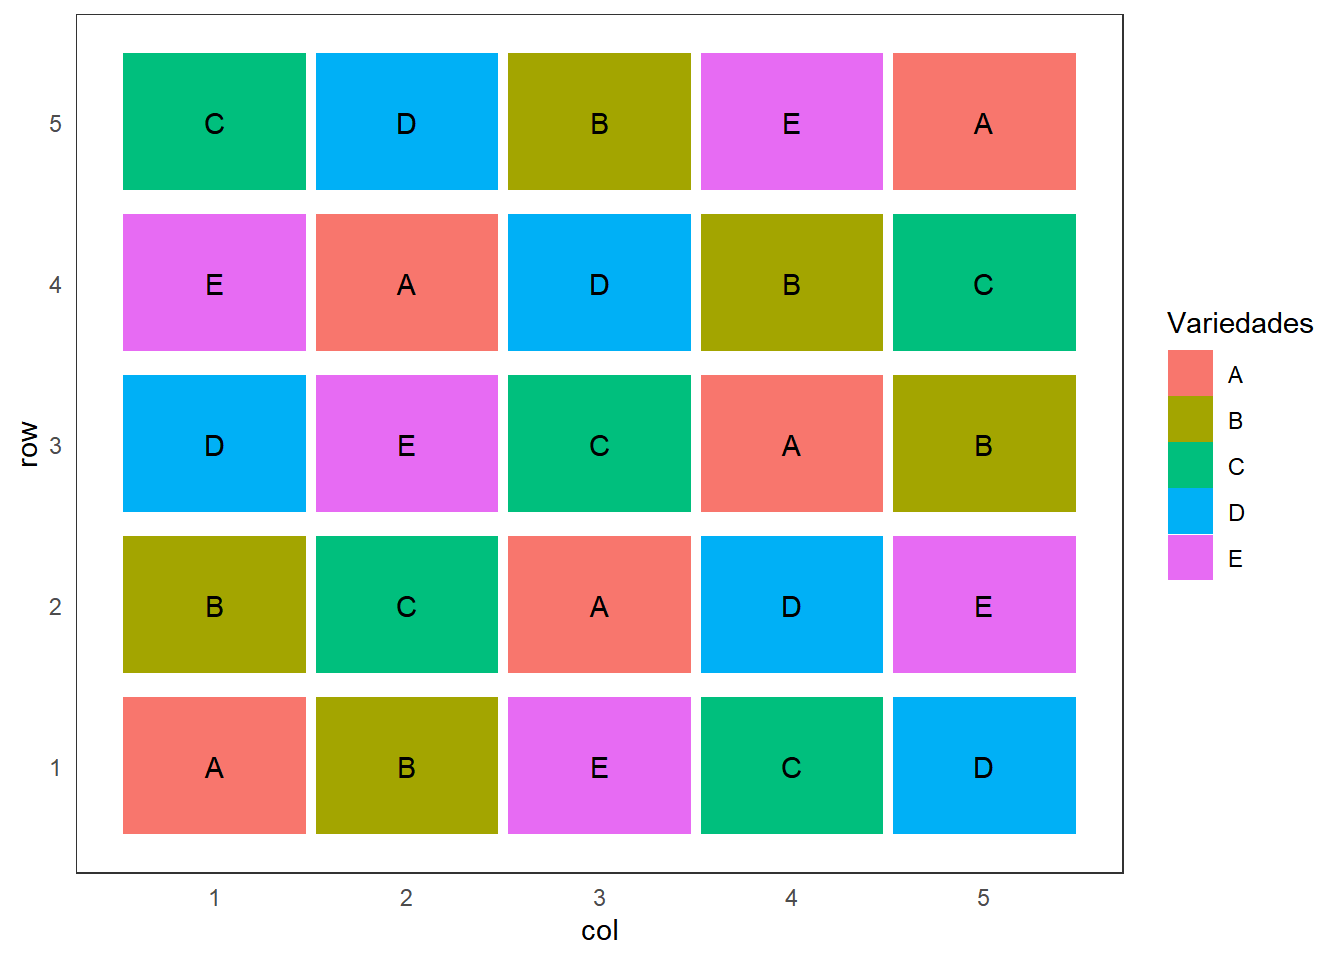 5 C D B E A
4 E A D B C
row 3 D E C A B
2 B C A D E
1 A B E C D
1 2 3 4 5
col
Variedades
A
B
C
D
E